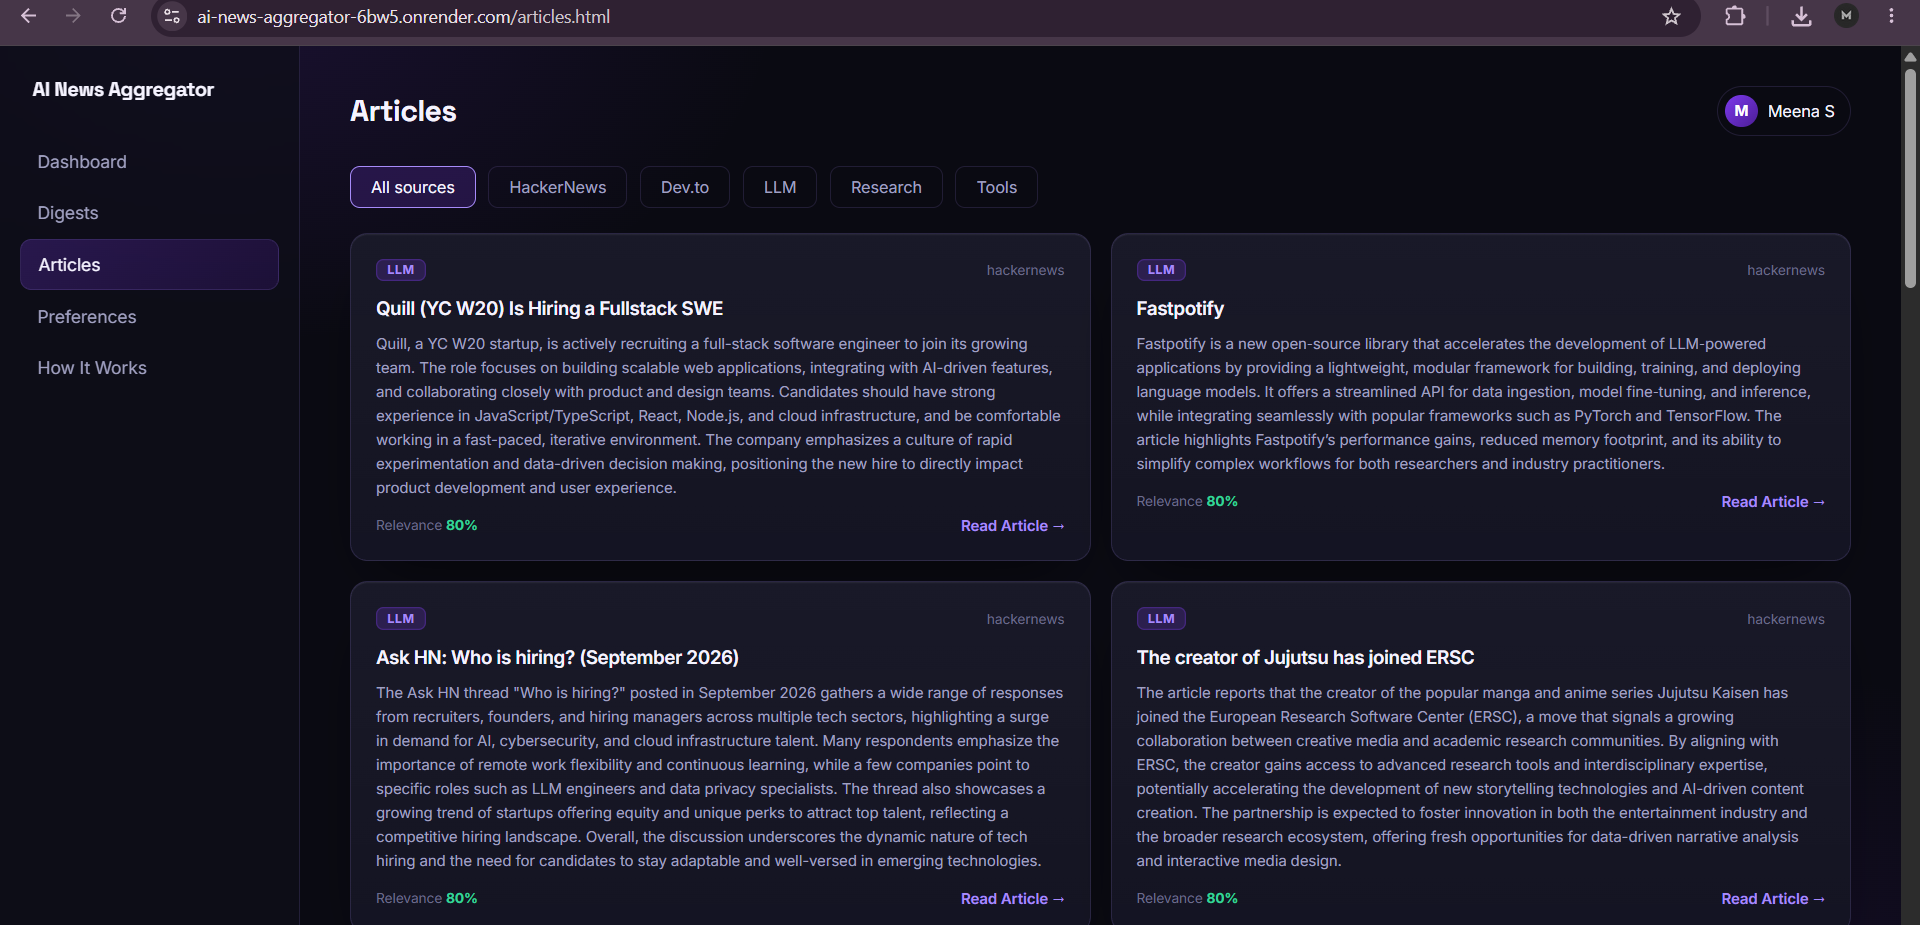 ai-news-aggregator-6bw5.onrender.com/articles.html
M
AI News Aggregator
Dashboard
Digests
Articles
Preferences
How It Works
Articles
M Meena S
All sources
HackerNews
Dev.to
LLM
Research
Tools
LLM
hackernews
Quill (YC W20) Is Hiring a Fullstack SWE
Quill, a YC W20 startup, is actively recruiting a full-stack software engineer to join its growing
team. The role focuses on building scalable web applications, integrating with AI-driven features,
and collaborating closely with product and design teams. Candidates should have strong
experience in JavaScript/TypeScript, React, Node.js, and cloud infrastructure, and be comfortable
working in a fast-paced, iterative environment. The company emphasizes a culture of rapid
experimentation and data-driven decision making, positioning the new hire to directly impact
product development and user experience.
Relevance 80%
Read Article →
LLM
hackernews
Fastpotify
Fastpotify is a new open-source library that accelerates the development of LLM-powered
applications by providing a lightweight, modular framework for building, training, and deploying
language models. It offers a streamlined API for data ingestion, model fine-tuning, and inference,
while integrating seamlessly with popular frameworks such as PyTorch and TensorFlow. The
article highlights Fastpotify’s performance gains, reduced memory footprint, and its ability to
simplify complex workflows for both researchers and industry practitioners.
Relevance 80%
Read Article →
LLM
hackernews
Ask HN: Who is hiring? (September 2026)
The Ask HN thread "Who is hiring?" posted in September 2026 gathers a wide range of responses
from recruiters, founders, and hiring managers across multiple tech sectors, highlighting a surge
in demand for AI, cybersecurity, and cloud infrastructure talent. Many respondents emphasize the
importance of remote work flexibility and continuous learning, while a few companies point to
specific roles such as LLM engineers and data privacy specialists. The thread also showcases a
growing trend of startups offering equity and unique perks to attract top talent, reflecting a
competitive hiring landscape. Overall, the discussion underscores the dynamic nature of tech
hiring and the need for candidates to stay adaptable and well-versed in emerging technologies.
Relevance 80%
Read Article →
LLM
hackernews
The creator of Jujutsu has joined ERSC
The article reports that the creator of the popular manga and anime series Jujutsu Kaisen has
joined the European Research Software Center (ERSC), a move that signals a growing
collaboration between creative media and academic research communities. By aligning with
ERSC, the creator gains access to advanced research tools and interdisciplinary expertise,
potentially accelerating the development of new storytelling technologies and AI-driven content
creation. The partnership is expected to foster innovation in both the entertainment industry and
the broader research ecosystem, offering fresh opportunities for data-driven narrative analysis
and interactive media design.
Relevance 80%
Read Article →